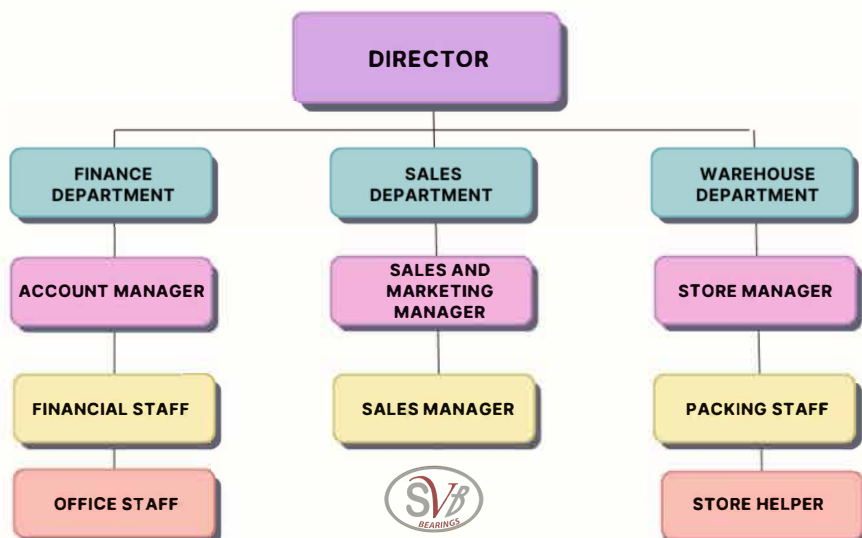 DIRECTOR
FINANCE
DEPARTMENT
SALES
DEPARTMENT
WAREHOUSE
DEPARTMENT
ACCOUNT MANAGER
SALES AND
MARKETING
MANAGER
STORE MANAGER
FINANCIAL STAFF
SALES MANAGER
PACKING STAFF
OFFICE STAFF
SVB
BEARINGS
STORE HELPER